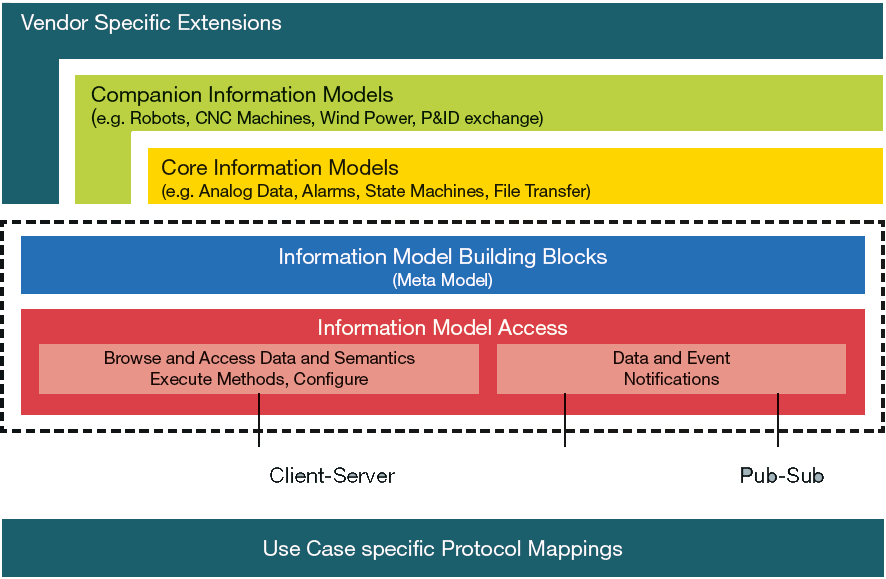 Vendor Specific Extensions
Companion Information Models
(e.g. Robots, CNC Machines, Wind Power, P&ID exchange)
Core Information Models
(e.g. Analog Data, Alarms, State Machines, File Transfer)
Information Model Building Blocks
(Meta Model)
Information Model Access
Browse and Access Data and Semantics
Execute Methods, Configure
Data and Event
Notifications
Client-Server
Pub-Sub
Use Case specific Protocol Mappings